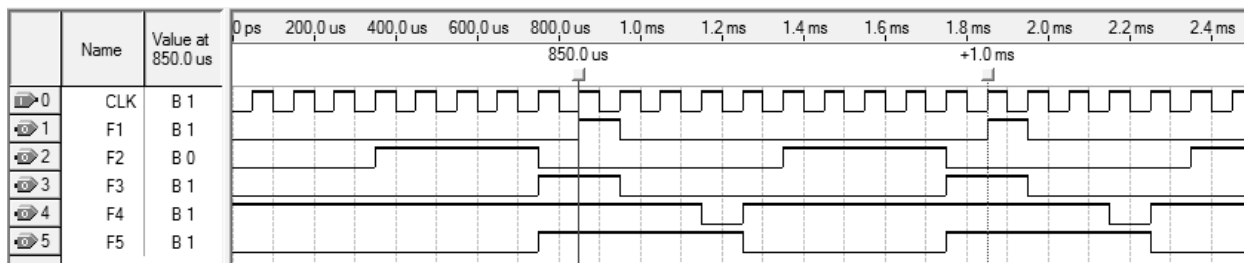 Name
Value at
850.0 us
0 ps 200.0 us 400.0 us 600.0 us 800.0 us 1.0 ms 1.2 ms 1.4 ms 1.6 ms 1.8 ms 2.0 ms 2.2 ms 2.4 ms
850.0 us +1.0 ms
0 CLK B 1
1 F1 B 1
2 F2 B 0
3 F3 B 1
4 F4 B 1
5 F5 B 1